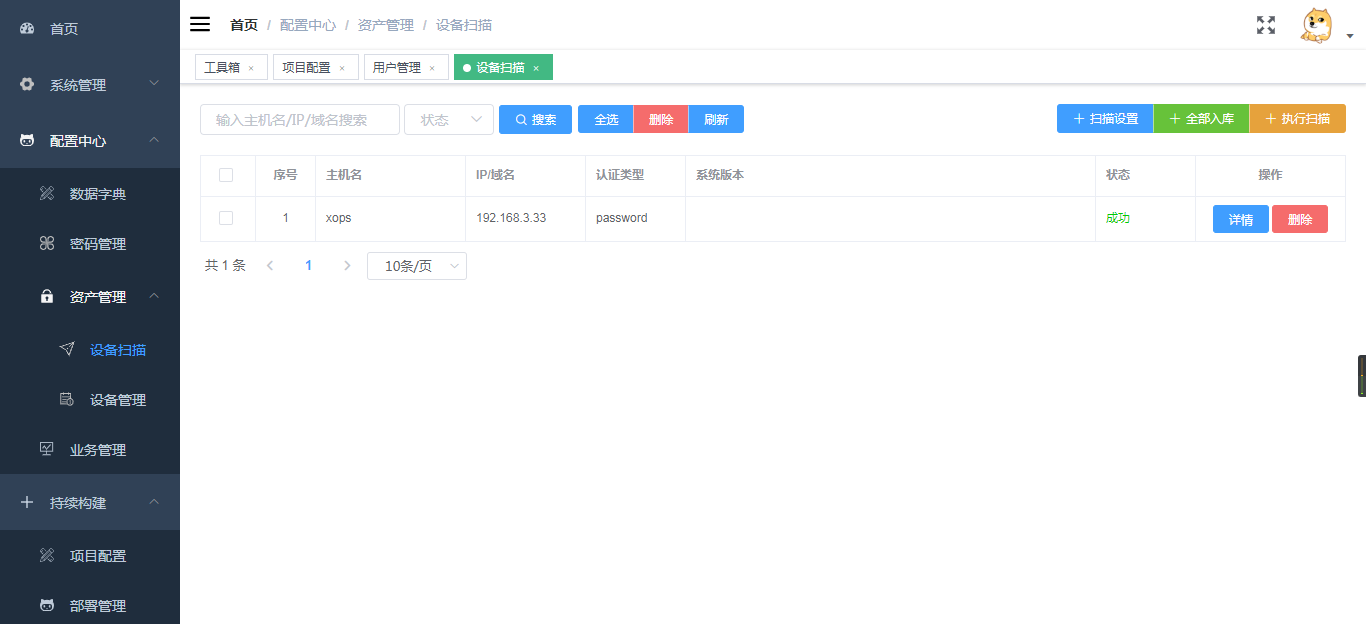 首页
系统管理
配置中心
数据字典
密码管理
资产管理
设备扫描
设备管理
业务管理
持续构建
项目配置
部署管理
首页 / 配置中心 / 资产管理 / 设备扫描
工具箱 × 项目配置 × 用户管理 × 设备扫描 ×
输入主机名/IP/域名搜索 状态 搜索 全选 删除 刷新 + 扫描设置 + 全部入库 + 执行扫描
序号 主机名 IP/域名 认证类型 系统版本 状态 操作
1 xops 192.168.3.33 password 成功 详情 删除
共 1 条 < 1 > 10条/页